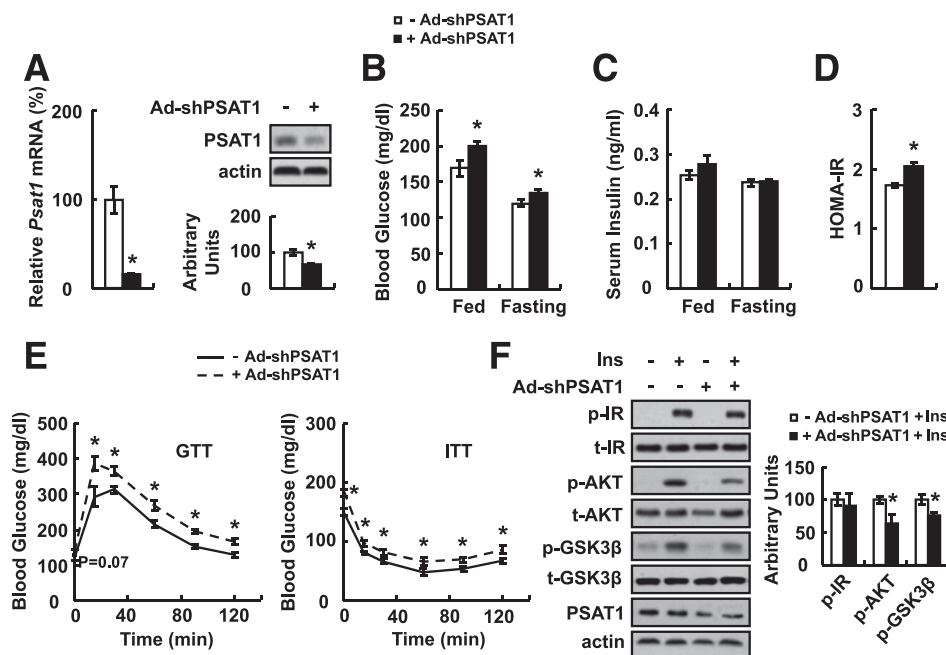 - Ad-shPSAT1
+ Ad-shPSAT1
A
Relative Psat1 mRNA (%)
200
100
0
*
Ad-shPSAT1 - +
PSAT1
actin
Arbitrary Units
200
100
0
*
B
Blood Glucose (mg/dl)
250
200
150
100
50
0
*
*
Fed Fasting
C
Serum Insulin (ng/ml)
0.4
0.3
0.2
0.1
0
Fed Fasting
D
HOMA-IR
3
2
1
0
*
E
- Ad-shPSAT1
+ Ad-shPSAT1
Blood Glucose (mg/dl)
500
400
300
200
100
0
GTT
* * * * *
P=0.07
0 40 80 120
Time (min)
Blood Glucose (mg/dl)
300
250
200
150
100
50
0
ITT
* * * * * *
0 40 80 120
Time (min)
F
Ins - + - +
Ad-shPSAT1 - - + +
p-IR
t-IR
p-AKT
t-AKT
p-GSK3β
t-GSK3β
PSAT1
actin
- Ad-shPSAT1 + Ins
+ Ad-shPSAT1 + Ins
Arbitrary Units
150
100
50
0
* *
p-IR
p-AKT
p-GSK3β